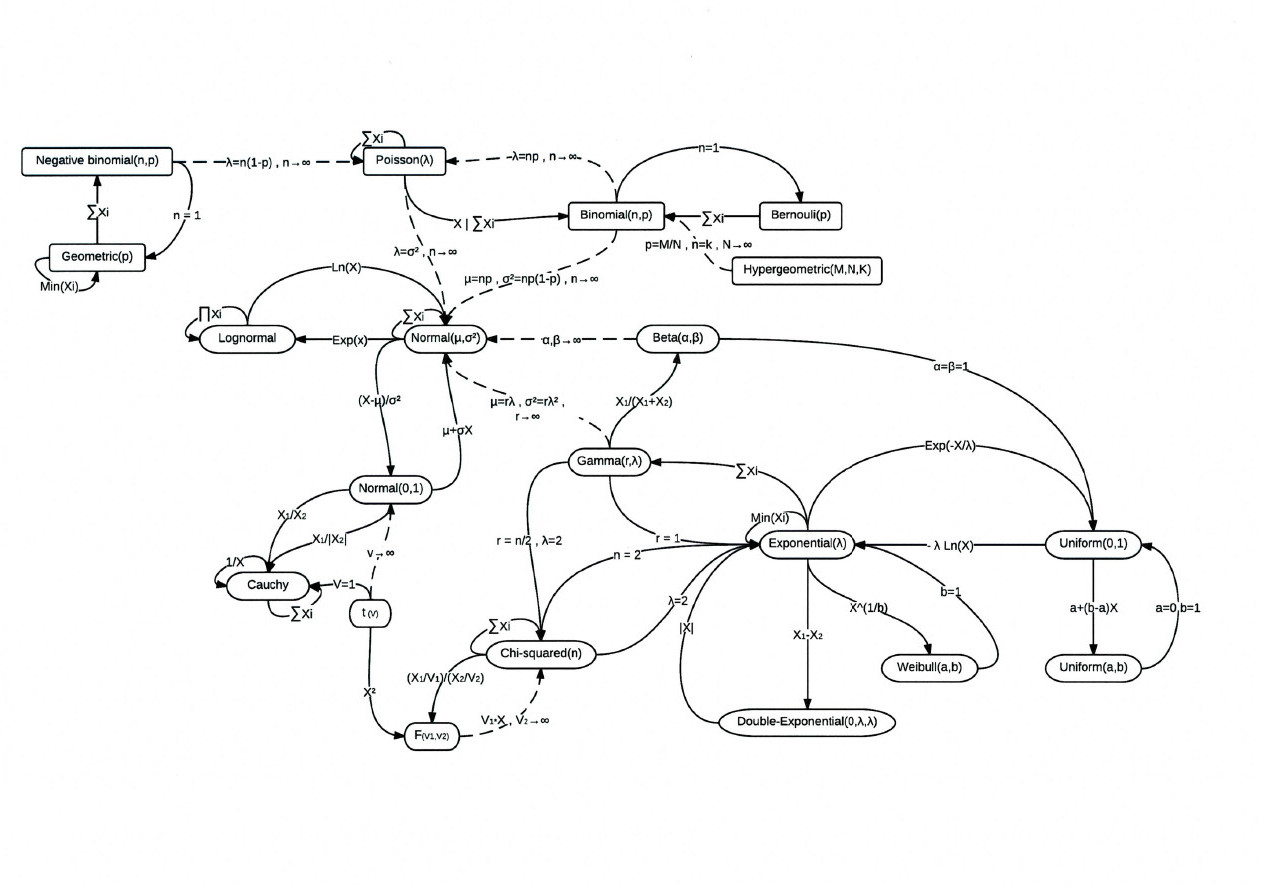 ∑Xi
Negative binomial(n,p)
λ=n(1-p) , n→∞
Poisson(λ)
λ=np , n→∞
n=1
∑Xi
n = 1
X | ∑Xi
Binomial(n,p)
∑Xi
Bernouli(p)
Geometric(p)
Min(Xi)
λ=σ² , n→∞
p=M/N , n=k , N→∞
Hypergeometric(M,N,K)
Ln(X)
μ=np , σ²=np(1-p) , n→∞
∏Xi
∑Xi
Lognormal
Exp(x)
Normal(μ,σ²)
α,β→∞
Beta(α,β)
α=β=1
(X-μ)/σ²
μ=rλ , σ²=rλ² ,
r→∞
X₁/(X₁+X₂)
μ+σX
Exp(-X/λ)
Gamma(r,λ)
∑Xi
Normal(0,1)
X₁/X₂
Min(Xi)
X₁/|X₂|
r = n/2 , λ=2
r = 1
Exponential(λ)
- λ Ln(X)
Uniform(0,1)
1/X
v→∞
n = 2
Cauchy
V=1
b=1
∑Xi
t(V)
λ=2
X^(1/b)
a+(b-a)X
a=0,b=1
∑Xi
|X|
X₁-X₂
Chi-squared(n)
Weibull(a,b)
Uniform(a,b)
(X₁/V₁)/(X₂/V₂)
X²
V₁*X , V₂→∞
F(V1,V2)
Double-Exponential(0,λ,λ)